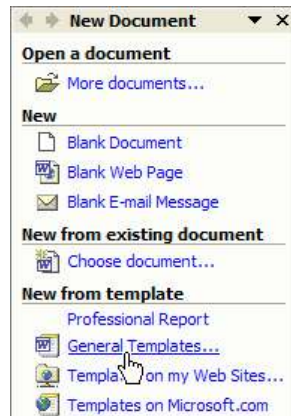 New Document
Open a document
More documents...
New
Blank Document
Blank Web Page
Blank E-mail Message
New from existing document
Choose document...
New from template
Professional Report
General Templates...
Templates on my Web Sites...
Templates on Microsoft.com